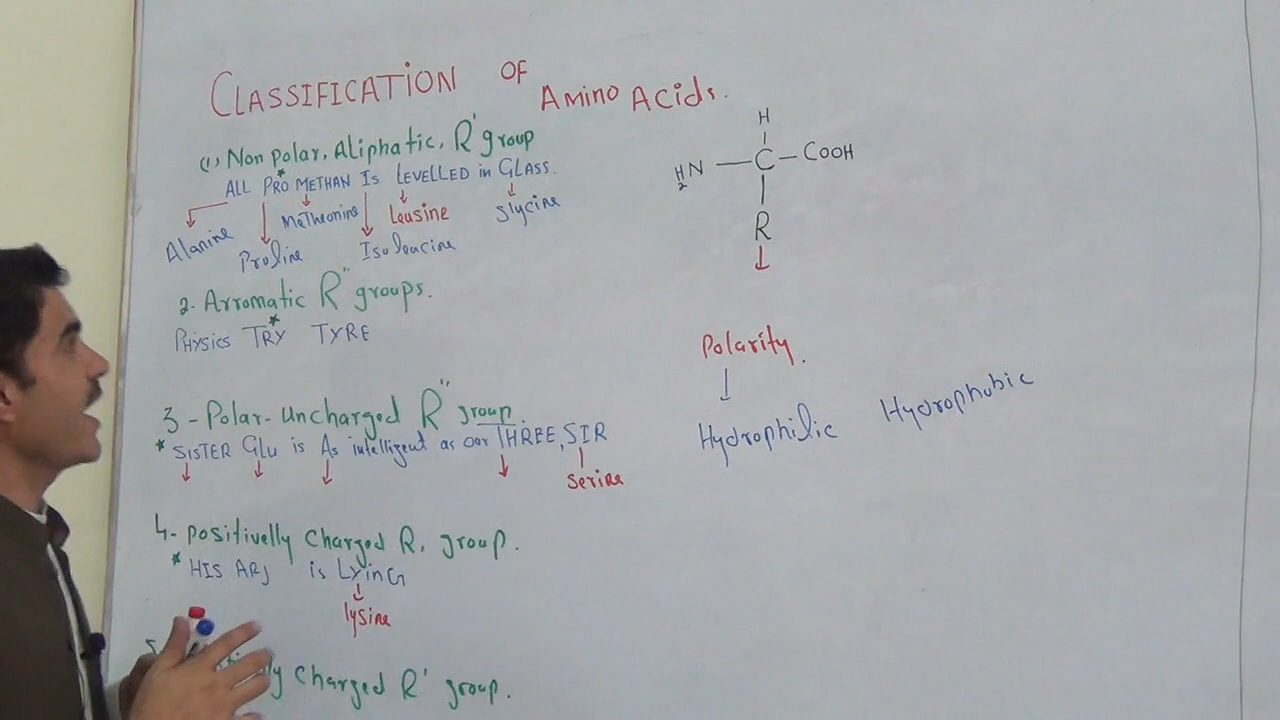 CLASSIFICATION OF Amino Acids.
(1) Non polar, Aliphatic, R' group
ALL PRO METHAN Is LEVELLED in GLASS.
Alanine Proline Metheonine Isoleucine Leusine glycine
2- Arromatic R" groups.
PHYsics TRY TYRE
3 - Polar - Uncharged R" group.
* SISTER Glu is As intelligent as our THREE, SIR
Serine
4- positivelly charged R, group.
* HIS ARJ is LyinG
lysine
5 charged R' group.
H
H2N — C — COOH
R
Polarity.
Hydrophilic Hydrophobic